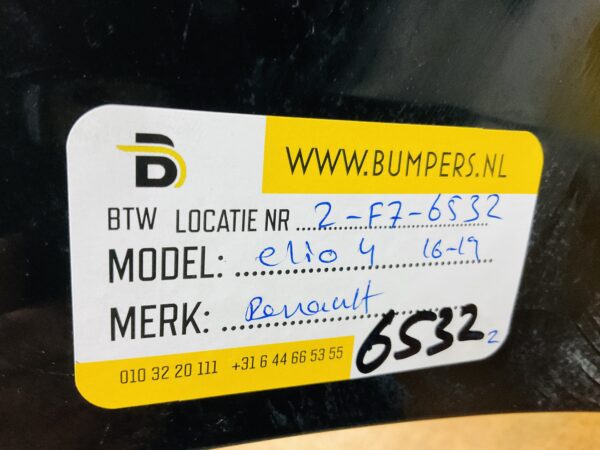 B
WWW.BUMPERS.NL
BTW LOCATIE NR 2-F7-6532
MODEL: clio 4 16-19
MERK: Renault
6532 2
010 32 20 111 +31 6 44 66 53 55